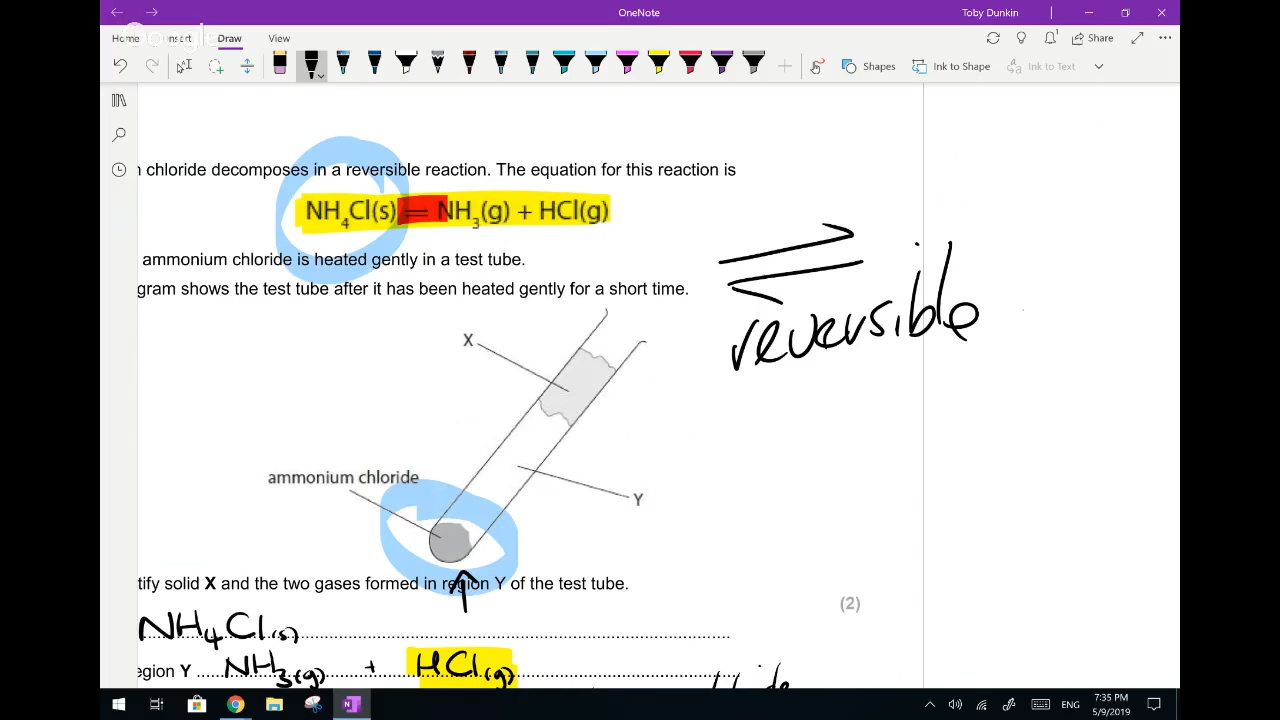 OneNote
Toby Dunkin
Google
Home Insert Draw View
Share
Shapes
Ink to Shape
Ink to Text
chloride decomposes in a reversible reaction. The equation for this reaction is
NH4Cl(s) ⇌ NH3(g) + HCl(g)
ammonium chloride is heated gently in a test tube.
gram shows the test tube after it has been heated gently for a short time.
reversible
X
ammonium chloride
Y
tify solid X and the two gases formed in region Y of the test tube.
(2)
NH4Cl(s)
egion Y NH3(g) + HCl(g)
ENG
7:35 PM
5/9/2019